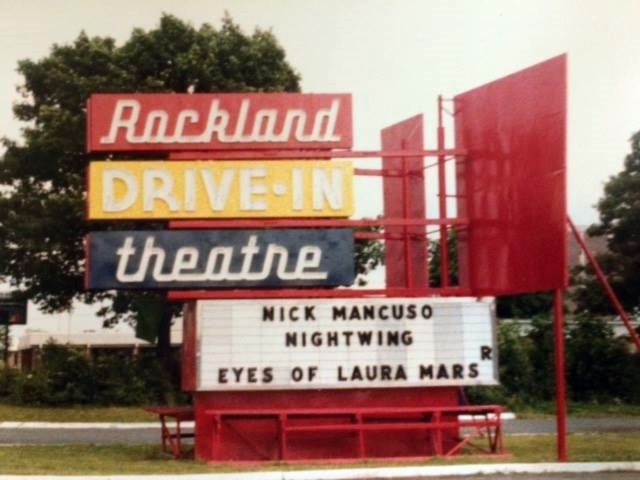 Rockland
DRIVE-IN
theatre
NICK MANCUSO
NIGHTWING
R
EYES OF LAURA MARS